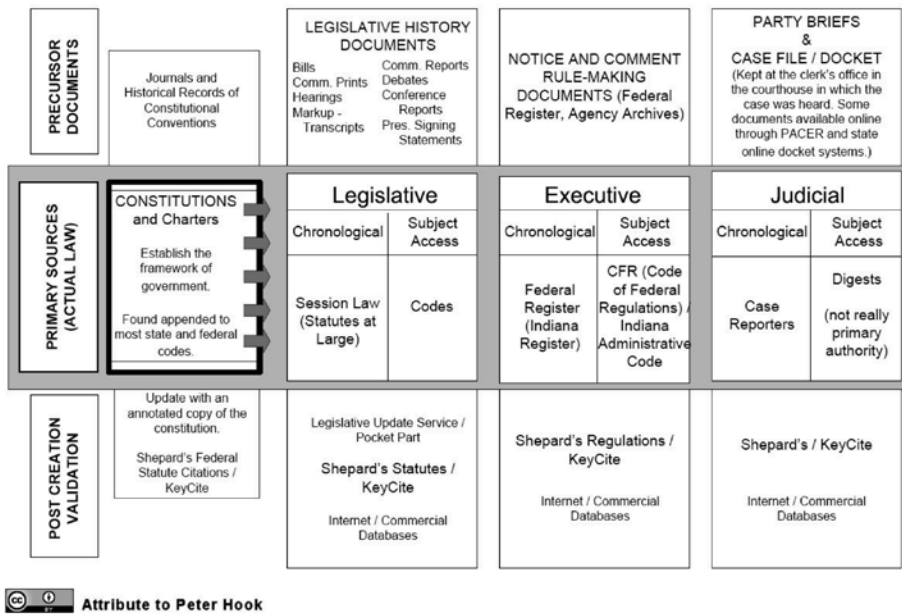 PRECURSOR
DOCUMENTS
Journals and
Historical Records of
Constitutional
Conventions
LEGISLATIVE HISTORY
DOCUMENTS
Bills
Comm. Prints
Hearings
Markup -
Transcripts
Comm. Reports
Debates
Conference
Reports
Pres. Signing
Statements
NOTICE AND COMMENT
RULE-MAKING
DOCUMENTS (Federal
Register, Agency Archives)
PARTY BRIEFS
&
CASE FILE / DOCKET
(Kept at the clerk's office in
the courthouse in which the
case was heard. Some
documents available online
through PACER and state
online docket systems.)
PRIMARY SOURCES
(ACTUAL LAW)
CONSTITUTIONS
and Charters
Establish the
framework of
government.
Found appended to
most state and federal
codes.
Legislative
Chronological
Subject
Access
Session Law
(Statutes at
Large)
Codes
Executive
Chronological
Subject
Access
Federal
Register
(Indiana
Register)
CFR (Code
of Federal
Regulations) /
Indiana
Administrative
Code
Judicial
Chronological
Subject
Access
Case
Reporters
Digests
(not really
primary
authority)
POST CREATION
VALIDATION
Update with an
annotated copy of the
constitution.
Shepard's Federal
Statute Citations /
KeyCite
Legislative Update Service /
Pocket Part
Shepard's Statutes /
KeyCite
Internet / Commercial
Databases
Shepard's Regulations /
KeyCite
Internet / Commercial
Databases
Shepard's / KeyCite
Internet / Commercial
Databases
cc
BY
Attribute to Peter Hook